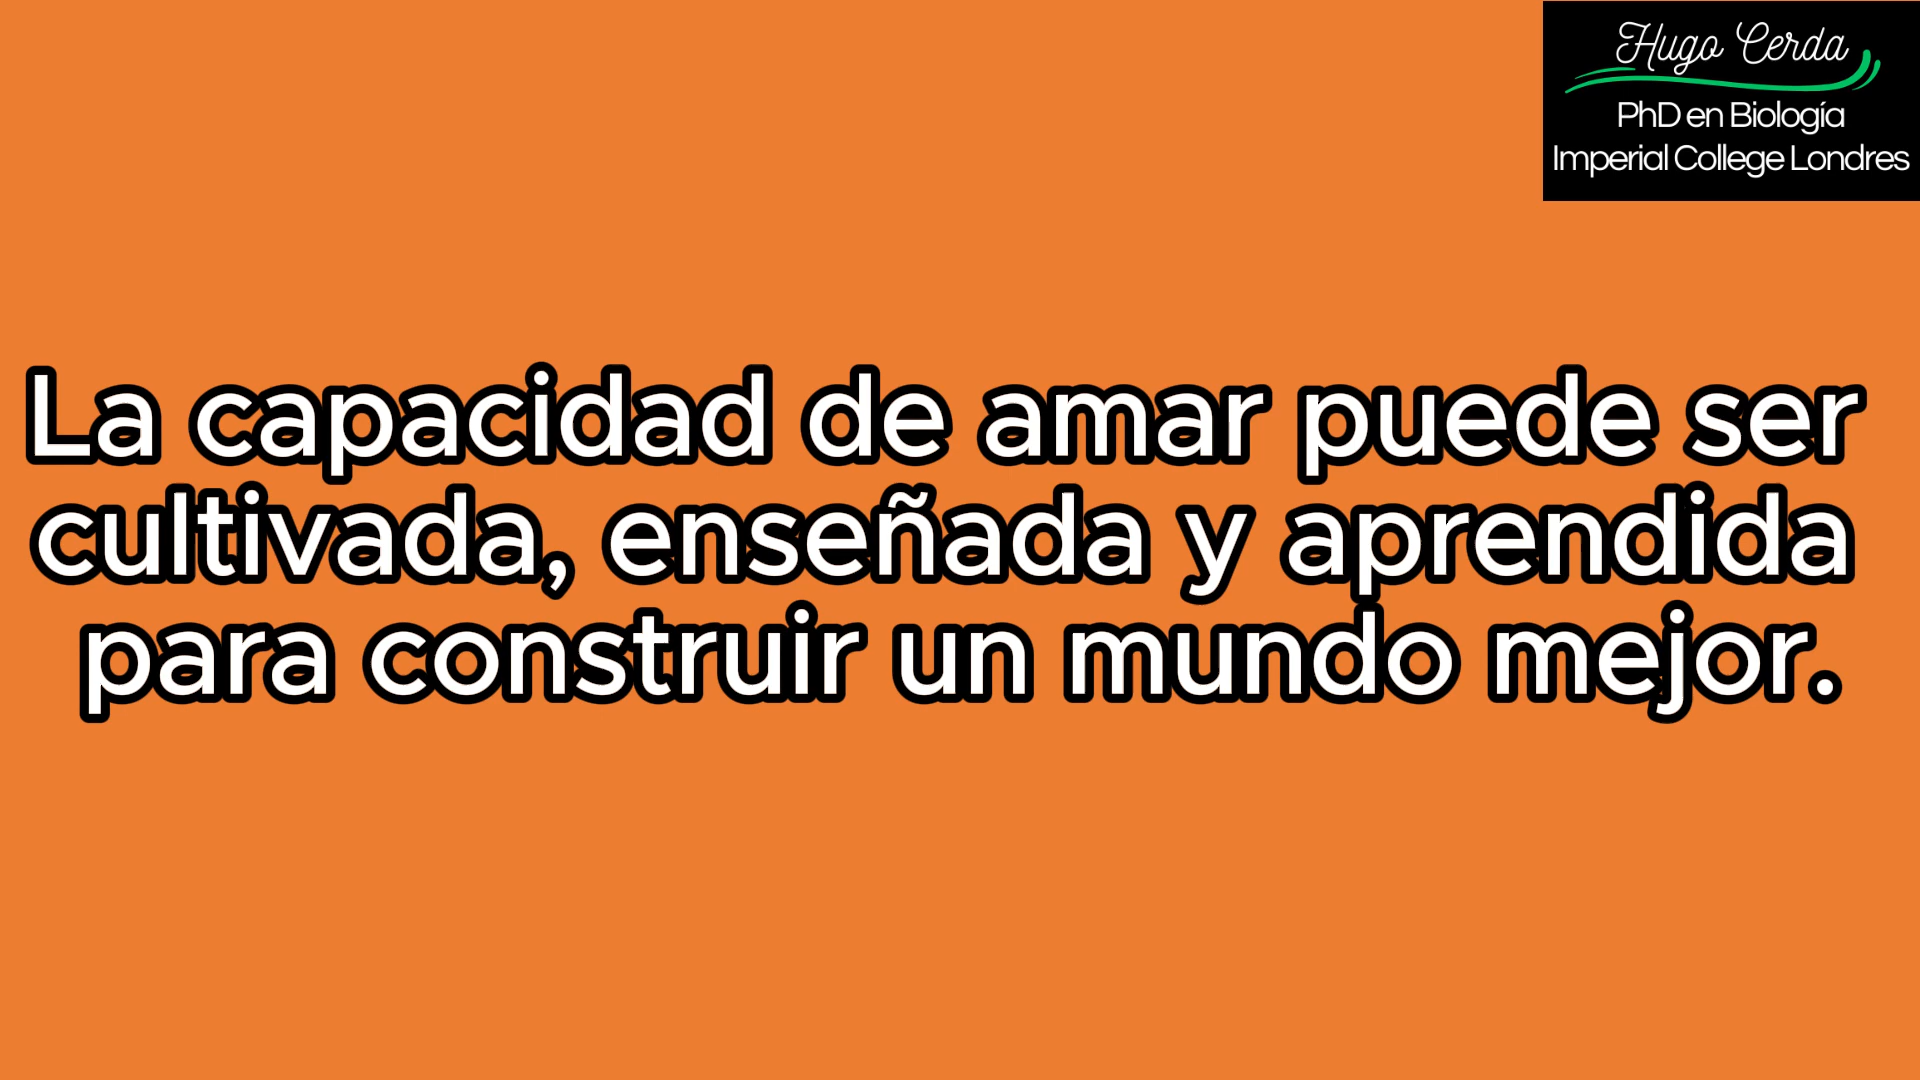 Hugo Cerda
PhD en Biología
Imperial College Londres
La capacidad de amar puede ser
cultivada, enseñada y aprendida
para construir un mundo mejor.